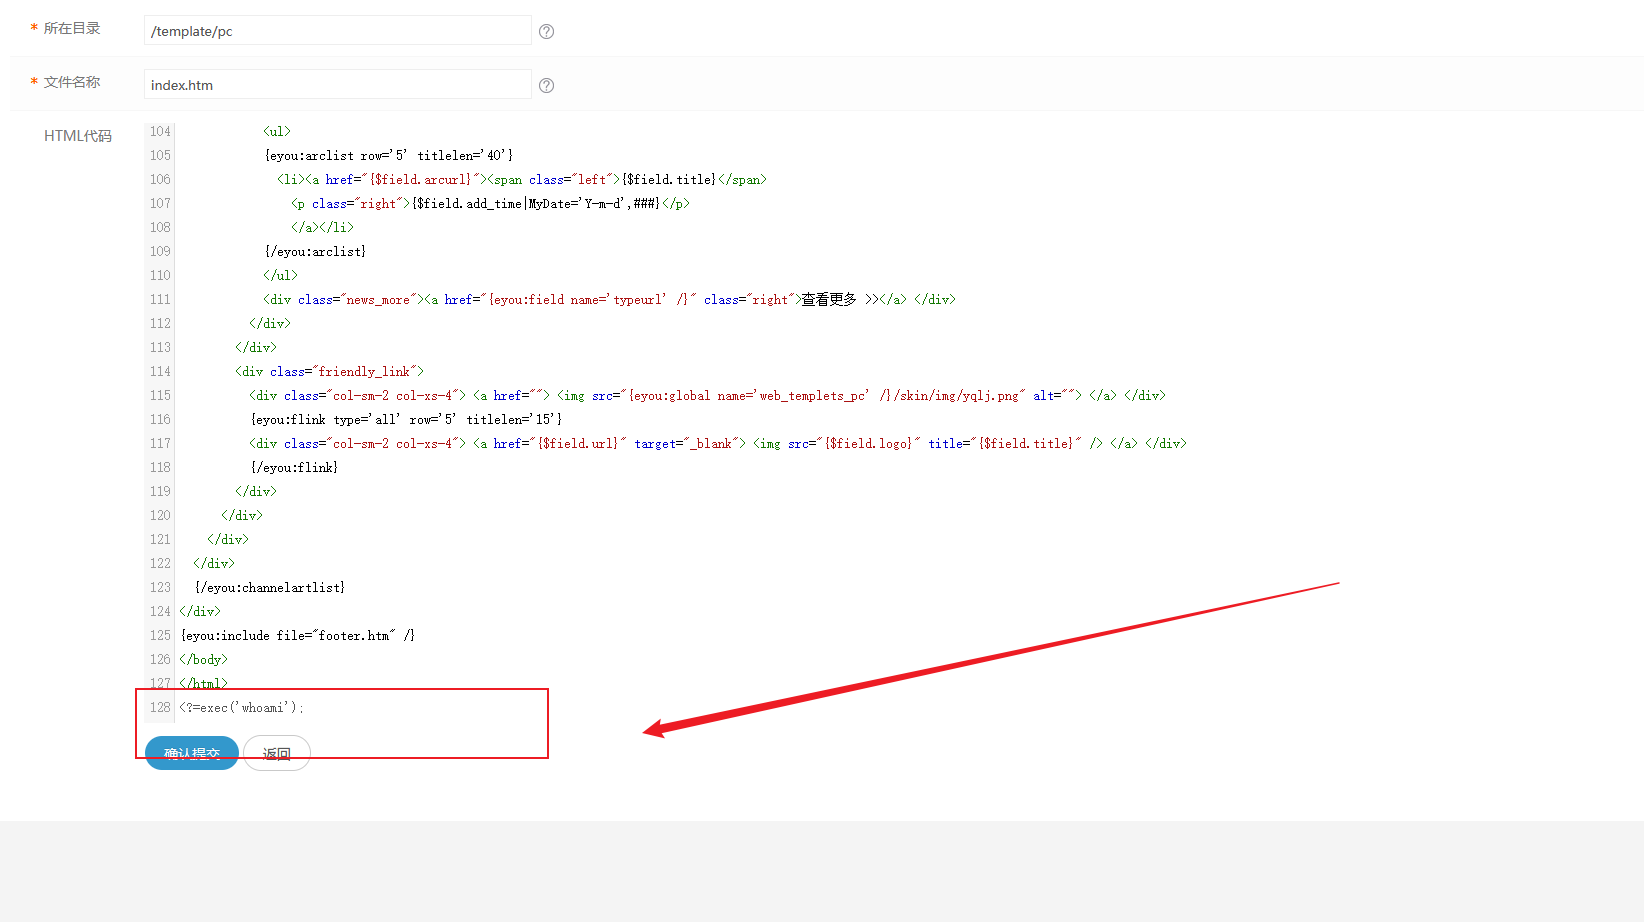 * 所在目录 /template/pc ?
* 文件名称 index.htm ?
HTML代码
104 <ul>
105 {eyou:arclist row='5' titlelen='40'}
106 <li><a href="{$field.arcurl}"><span class="left">{$field.title}</span>
107 <p class="right">{$field.add_time|MyDate='Y-m-d',###}</p>
108 </a></li>
109 {/eyou:arclist}
110 </ul>
111 <div class="news_more"><a href="{eyou:field name='typeurl' /}" class="right">查看更多 >></a> </div>
112 </div>
113 </div>
114 <div class="friendly_link">
115 <div class="col-sm-2 col-xs-4"> <a href=""> <img src="{eyou:global name='web_templets_pc' /}/skin/img/yqlj.png" alt=""> </a> </div>
116 {eyou:flink type='all' row='5' titlelen='15'}
117 <div class="col-sm-2 col-xs-4"> <a href="{$field.url}" target="_blank"> <img src="{$field.logo}" title="{$field.title}" /> </a> </div>
118 {/eyou:flink}
119 </div>
120 </div>
121 </div>
122 </div>
123 {/eyou:channelartlist}
124 </div>
125 {eyou:include file="footer.htm" /}
126 </body>
127 </html>
128 <?=exec('whoami');
确认提交 返回